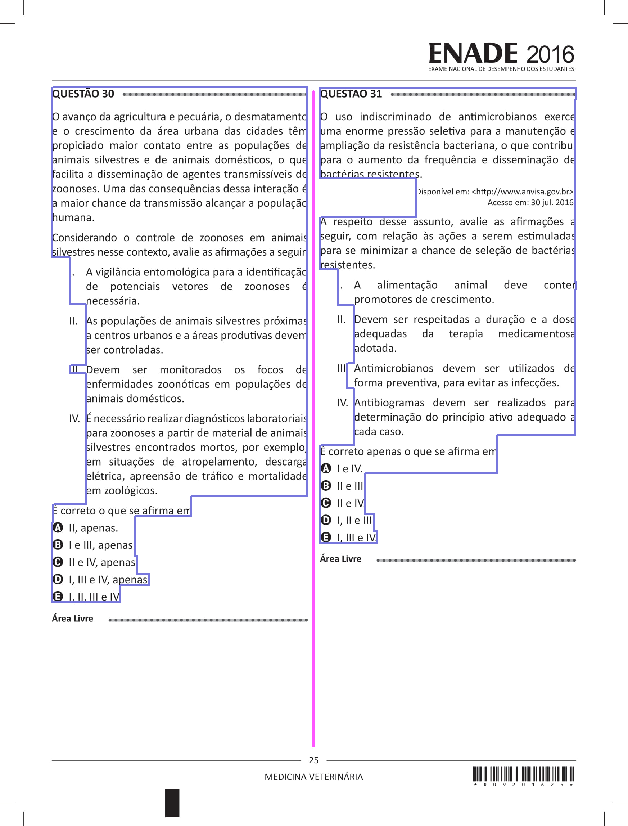 ENADE 2016
EXAME NACIONAL DE DESEMPENHO DOS ESTUDANTES
QUESTÃO 30
O avanço da agricultura e pecuária, o desmatamento
e o crescimento da área urbana das cidades têm
propiciado maior contato entre as populações de
animais silvestres e de animais domésticos, o que
facilita a disseminação de agentes transmissíveis de
zoonoses. Uma das consequências dessa interação é
a maior chance da transmissão alcançar a população
humana.
Considerando o controle de zoonoses em animais
silvestres nesse contexto, avalie as afirmações a seguir.
I. A vigilância entomológica para a identificação
de potenciais vetores de zoonoses é
necessária.
II. As populações de animais silvestres próximas
a centros urbanos e a áreas produtivas devem
ser controladas.
III. Devem ser monitorados os focos de
enfermidades zoonóticas em populações de
animais domésticos.
IV. É necessário realizar diagnósticos laboratoriais
para zoonoses a partir de material de animais
silvestres encontrados mortos, por exemplo,
em situações de atropelamento, descarga
elétrica, apreensão de tráfico e mortalidade
em zoológicos.
É correto o que se afirma em
A II, apenas.
B I e III, apenas.
C II e IV, apenas.
D I, III e IV, apenas.
E I, II, III e IV.
Área Livre
QUESTÃO 31
O uso indiscriminado de antimicrobianos exerce
uma enorme pressão seletiva para a manutenção e
ampliação da resistência bacteriana, o que contribui
para o aumento da frequência e disseminação de
bactérias resistentes.
Disponível em: <http://www.anvisa.gov.br>.
Acesso em: 30 jul. 2016.
A respeito desse assunto, avalie as afirmações a
seguir, com relação às ações a serem estimuladas
para se minimizar a chance de seleção de bactérias
resistentes.
I. A alimentação animal deve conter
promotores de crescimento.
II. Devem ser respeitadas a duração e a dose
adequadas da terapia medicamentosa
adotada.
III. Antimicrobianos devem ser utilizados de
forma preventiva, para evitar as infecções.
IV. Antibiogramas devem ser realizados para
determinação do princípio ativo adequado a
cada caso.
É correto apenas o que se afirma em
A I e IV.
B II e III.
C II e IV.
D I, II e III.
E I, III e IV.
Área Livre
25
MEDICINA VETERINÁRIA